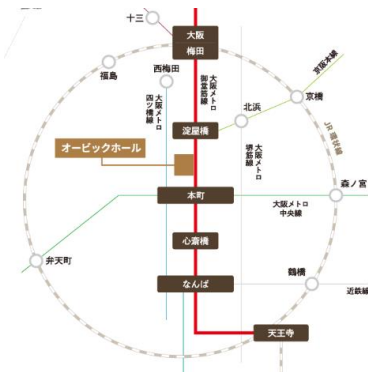 十三
大阪
梅田
福島
西梅田
大阪メトロ
御堂筋線
大阪メトロ
四ツ橋線
京阪本線
京橋
北浜
淀屋橋
大阪メトロ
堺筋線
JR 環状線
オービックホール
本町
森ノ宮
大阪メトロ
中央線
心斎橋
弁天町
なんば
鶴橋
近鉄線
天王寺